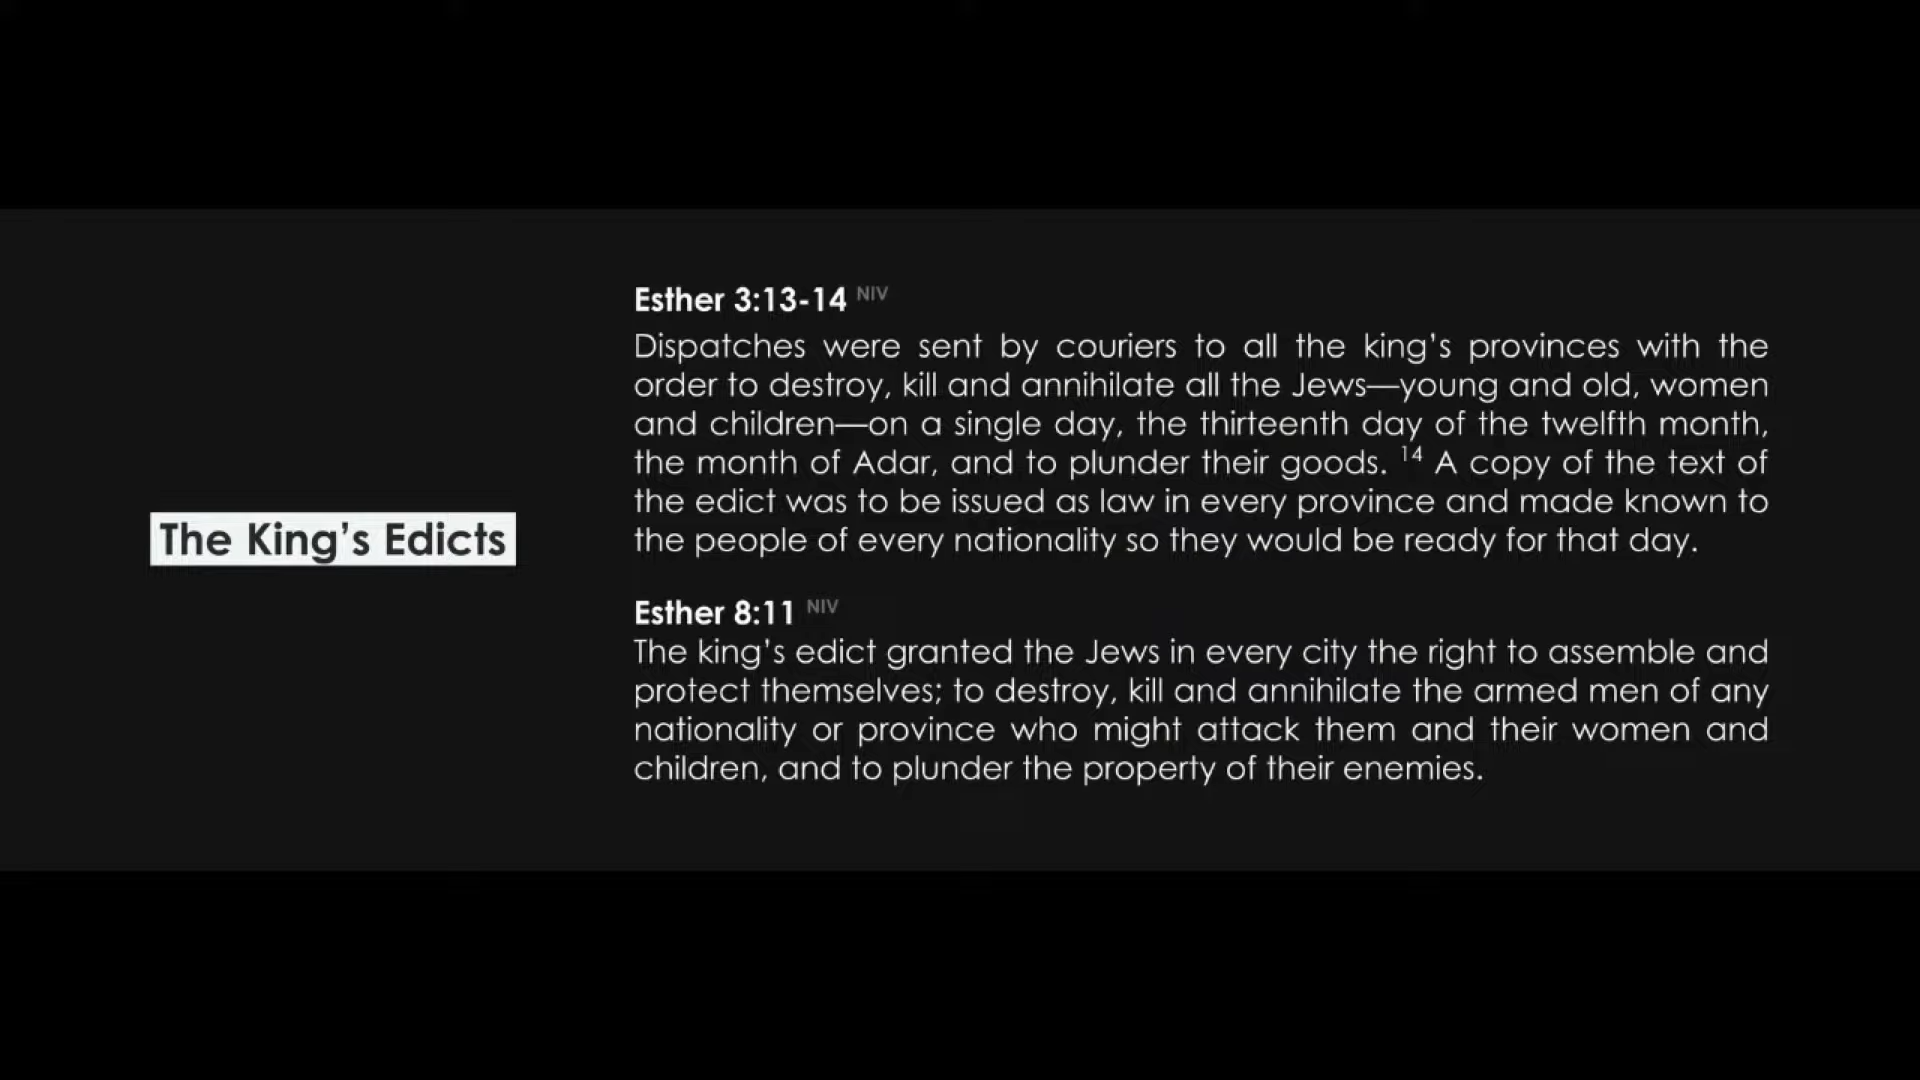 The King’s Edicts
Esther 3:13-14 NIV
Dispatches were sent by couriers to all the king’s provinces with the
order to destroy, kill and annihilate all the Jews—young and old, women
and children—on a single day, the thirteenth day of the twelfth month,
the month of Adar, and to plunder their goods. 14 A copy of the text of
the edict was to be issued as law in every province and made known to
the people of every nationality so they would be ready for that day.
Esther 8:11 NIV
The king’s edict granted the Jews in every city the right to assemble and
protect themselves; to destroy, kill and annihilate the armed men of any
nationality or province who might attack them and their women and
children, and to plunder the property of their enemies.